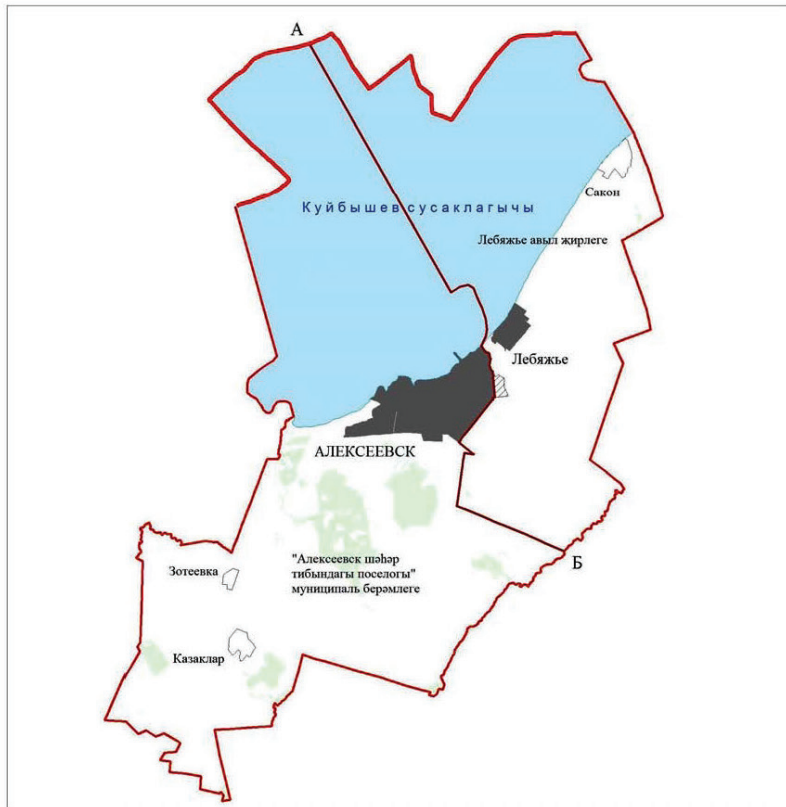 А
Куйбышев сусаклагычы
Сакон
Лебяжье авыл җирлеге
Лебяжье
АЛЕКСЕЕВСК
"Алексеевск шәһәр
тибындагы поселогы"
муниципаль берәмлеге
Б
Зотеевка
Казаклар